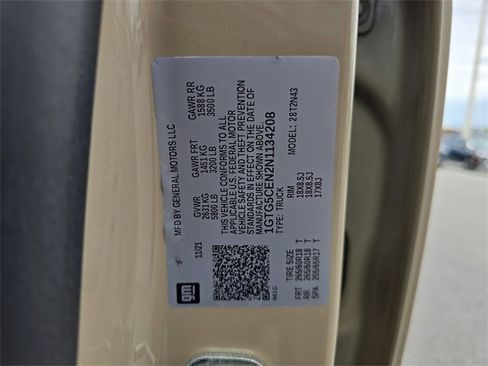 MFD BY GENERAL MOTORS LLC
11/21
GVWR
2631 KG
5800 LB
GAWR FRT
1451 KG
3200 LB
GAWR RR
1588 KG
3500 LB
THIS VEHICLE CONFORMS TO ALL
APPLICABLE U.S. FEDERAL MOTOR
VEHICLE SAFETY AND THEFT PREVENTION
STANDARDS IN EFFECT ON THE DATE OF
MANUFACTURE SHOWN ABOVE.
1GTG5CEN2N1134208
TYPE: TRUCK
MODEL: 28T2N43
TIRE SIZE
RIM
FRT 265/60R18 T 18X8.5J
RR 265/60R18 T 18X8.5J
SPA 255/65R17 T 17X8J
gm